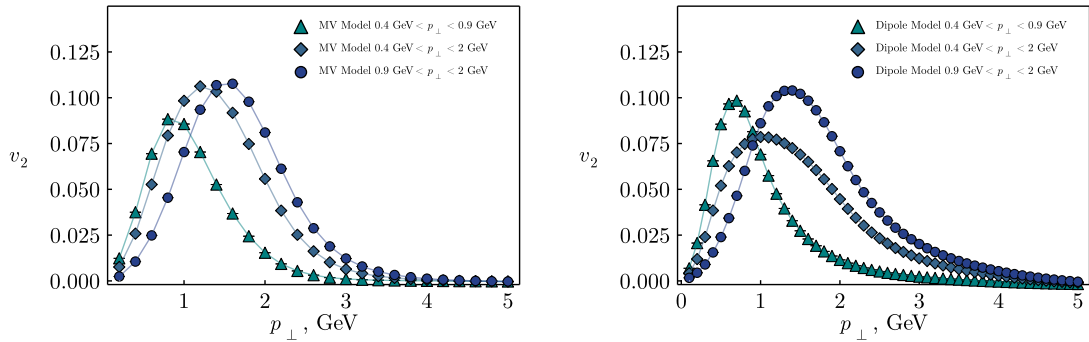 MV Model 0.4 GeV < p⊥ < 0.9 GeV
MV Model 0.4 GeV < p⊥ < 2 GeV
MV Model 0.9 GeV < p⊥ < 2 GeV
0.125
0.100
0.075
0.050
0.025
0.000
v₂
1 2 3 4 5
p⊥ , GeV
Dipole Model 0.4 GeV < p⊥ < 0.9 GeV
Dipole Model 0.4 GeV < p⊥ < 2 GeV
Dipole Model 0.9 GeV < p⊥ < 2 GeV
0.125
0.100
0.075
0.050
0.025
0.000
v₂
0 1 2 3 4 5
p⊥ , GeV